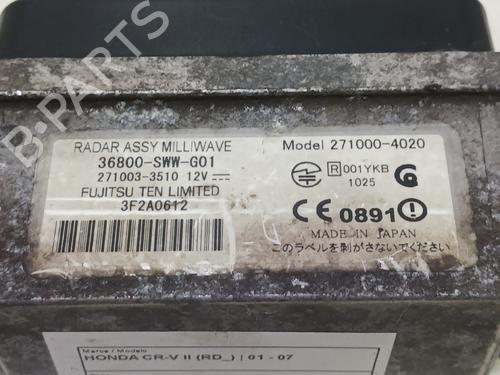 B-PARTS
RADAR ASSY MILLIWAVE
36800-SWW-G01
271003-3510 12V
FUJITSU TEN LIMITED
3F2A0612
Model 271000-4020
R 001YKB
1025
G
CE 0891
MADE IN JAPAN
このラベルを剥がさないでください
Marca / Modelo
HONDA CR-V II (RD_) | 01 - 07